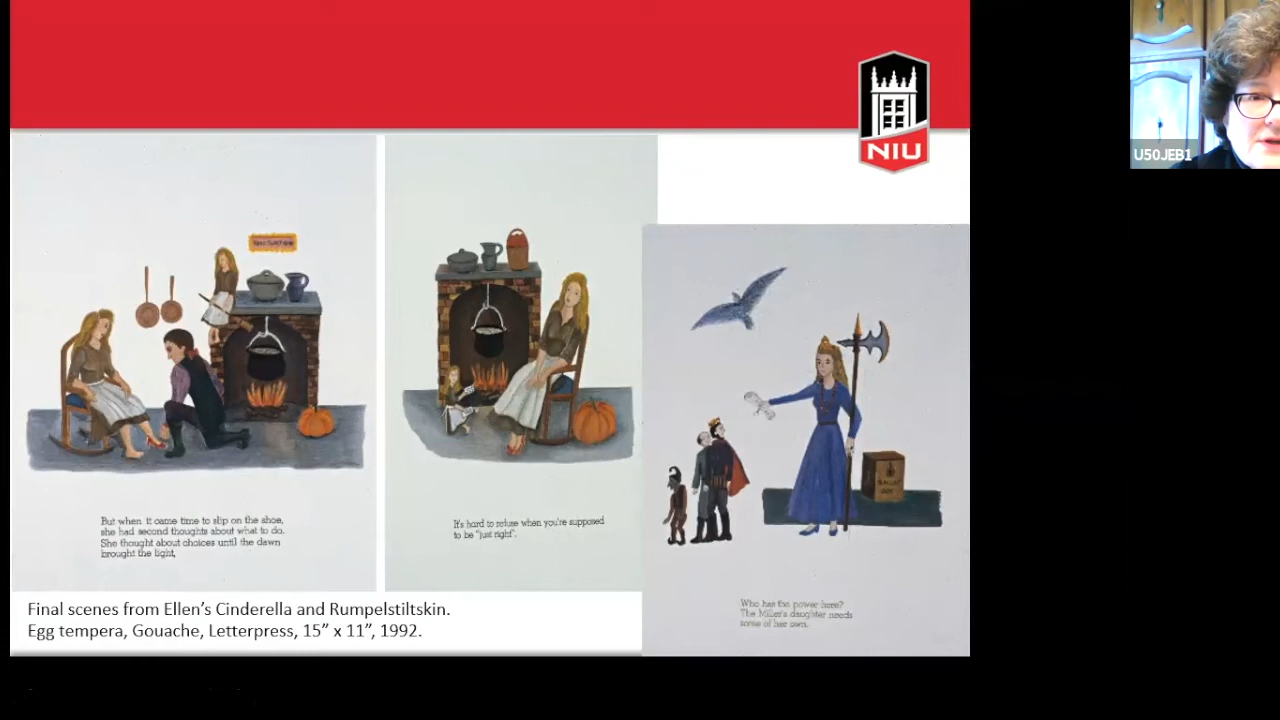 NIU
U50JEB1
But when it came time to slip on the shoe,
she had second thoughts about what to do.
She thought about choices until the dawn
brought the light,
It's hard to refuse when you're supposed
to be "just right".
BALLOT
BOX
Who has the power here?
The Miller's daughter needs
some of her own.
Final scenes from Ellen's Cinderella and Rumpelstiltskin.
Egg tempera, Gouache, Letterpress, 15" x 11", 1992.